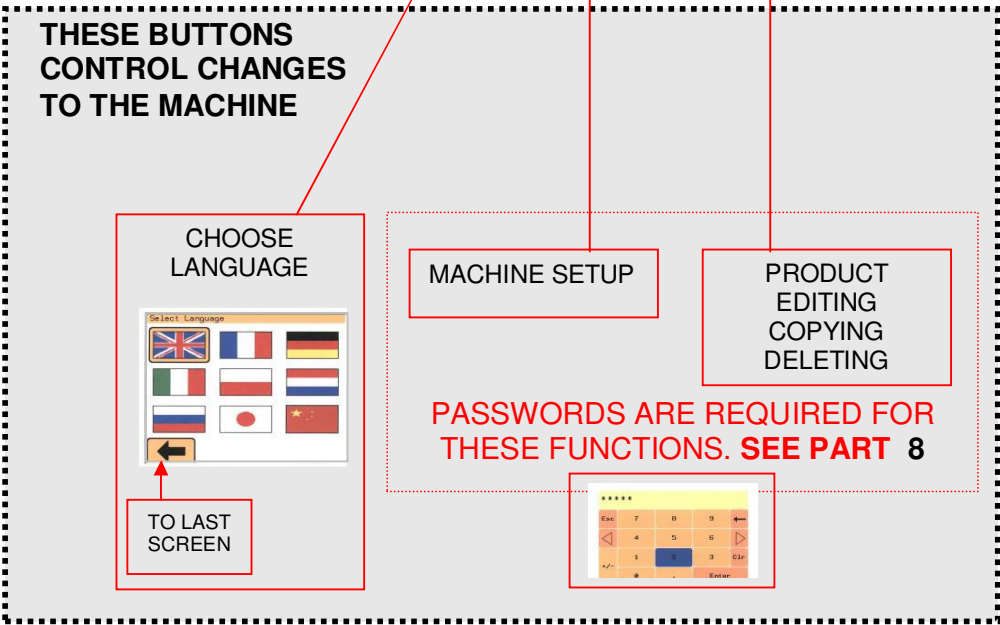 THESE BUTTONS
CONTROL CHANGES
TO THE MACHINE
CHOOSE
LANGUAGE
Select Language
TO LAST
SCREEN
MACHINE SETUP
PRODUCT
EDITING
COPYING
DELETING
PASSWORDS ARE REQUIRED FOR
THESE FUNCTIONS. SEE PART 8
*****
Esc 7 8 9
4 5 6
+/- 1 2 3 Clr
0 . Enter